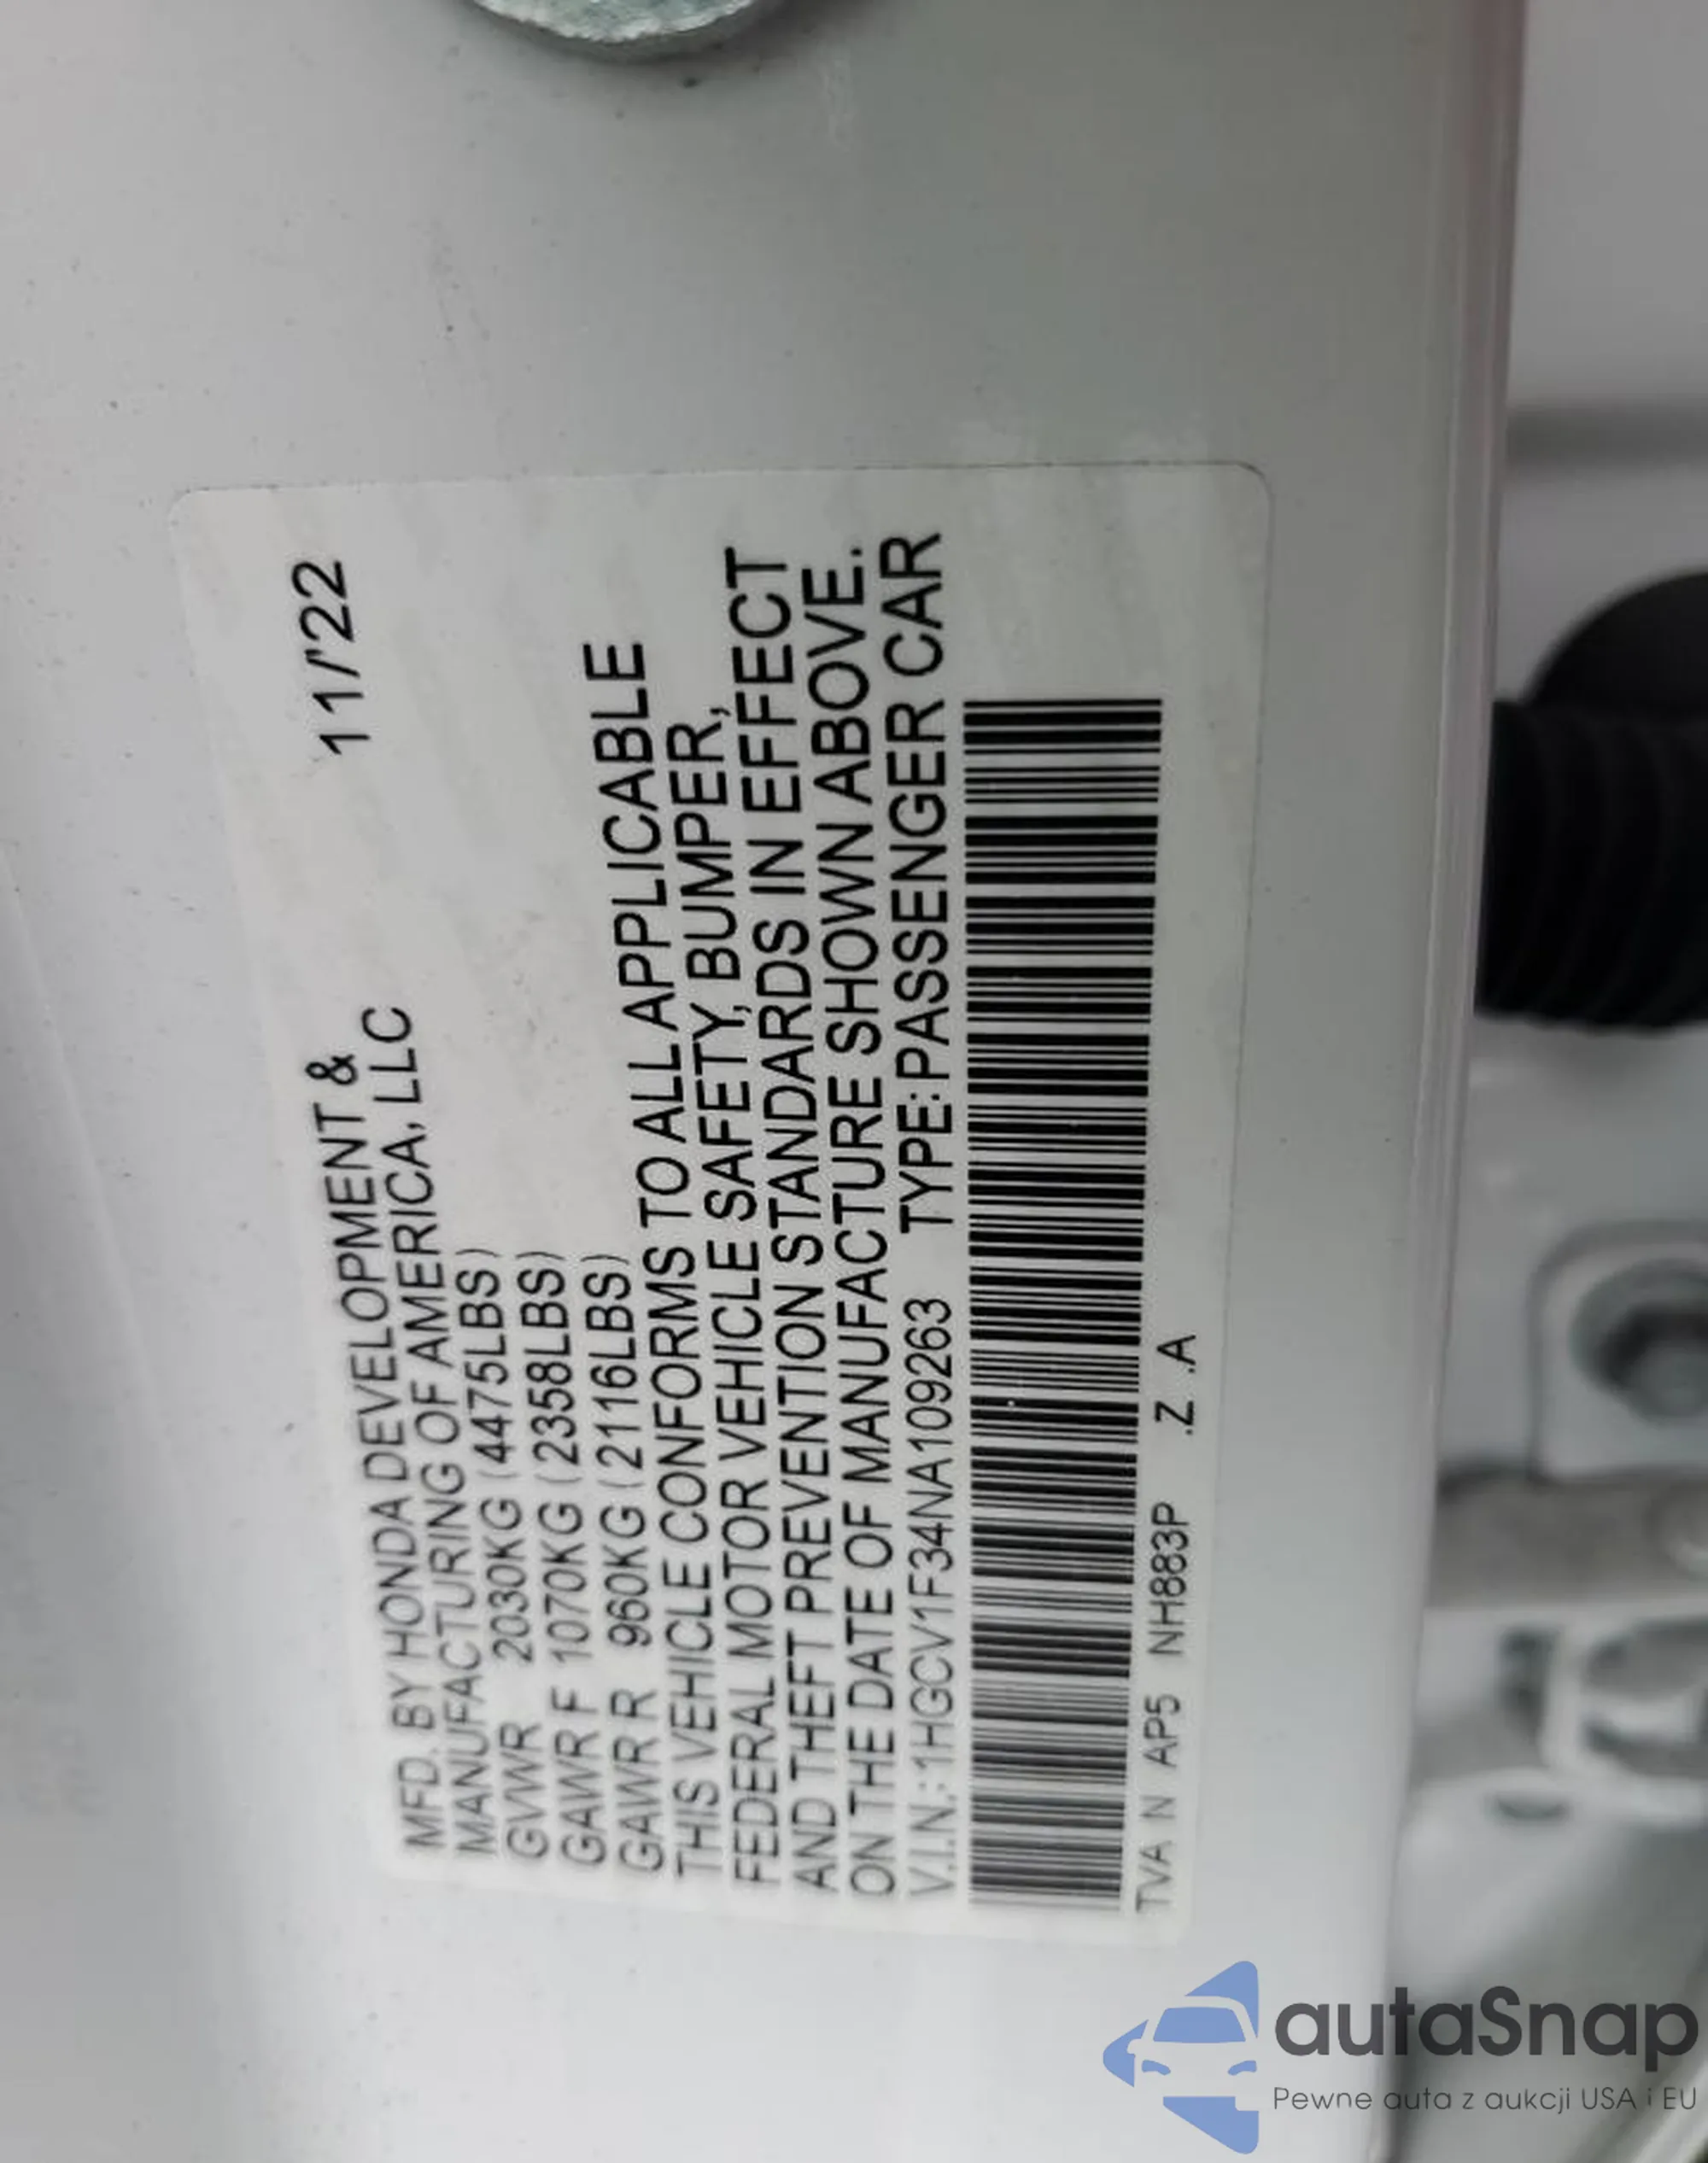 MFD. BY HONDA DEVELOPMENT & 11/'22
MANUFACTURING OF AMERICA, LLC
GVWR 2030KG (4475LBS)
GAWR F 1070KG (2358LBS)
GAWR R 960KG (2116LBS)
THIS VEHICLE CONFORMS TO ALL APPLICABLE
FEDERAL MOTOR VEHICLE SAFETY, BUMPER,
AND THEFT PREVENTION STANDARDS IN EFFECT
ON THE DATE OF MANUFACTURE SHOWN ABOVE.
V.I.N.: 1HGCV1F34NA109263 TYPE: PASSENGER CAR
TVA N AP5 NH883P .Z .A
autaSnap
Pewne auta z aukcji USA i EU